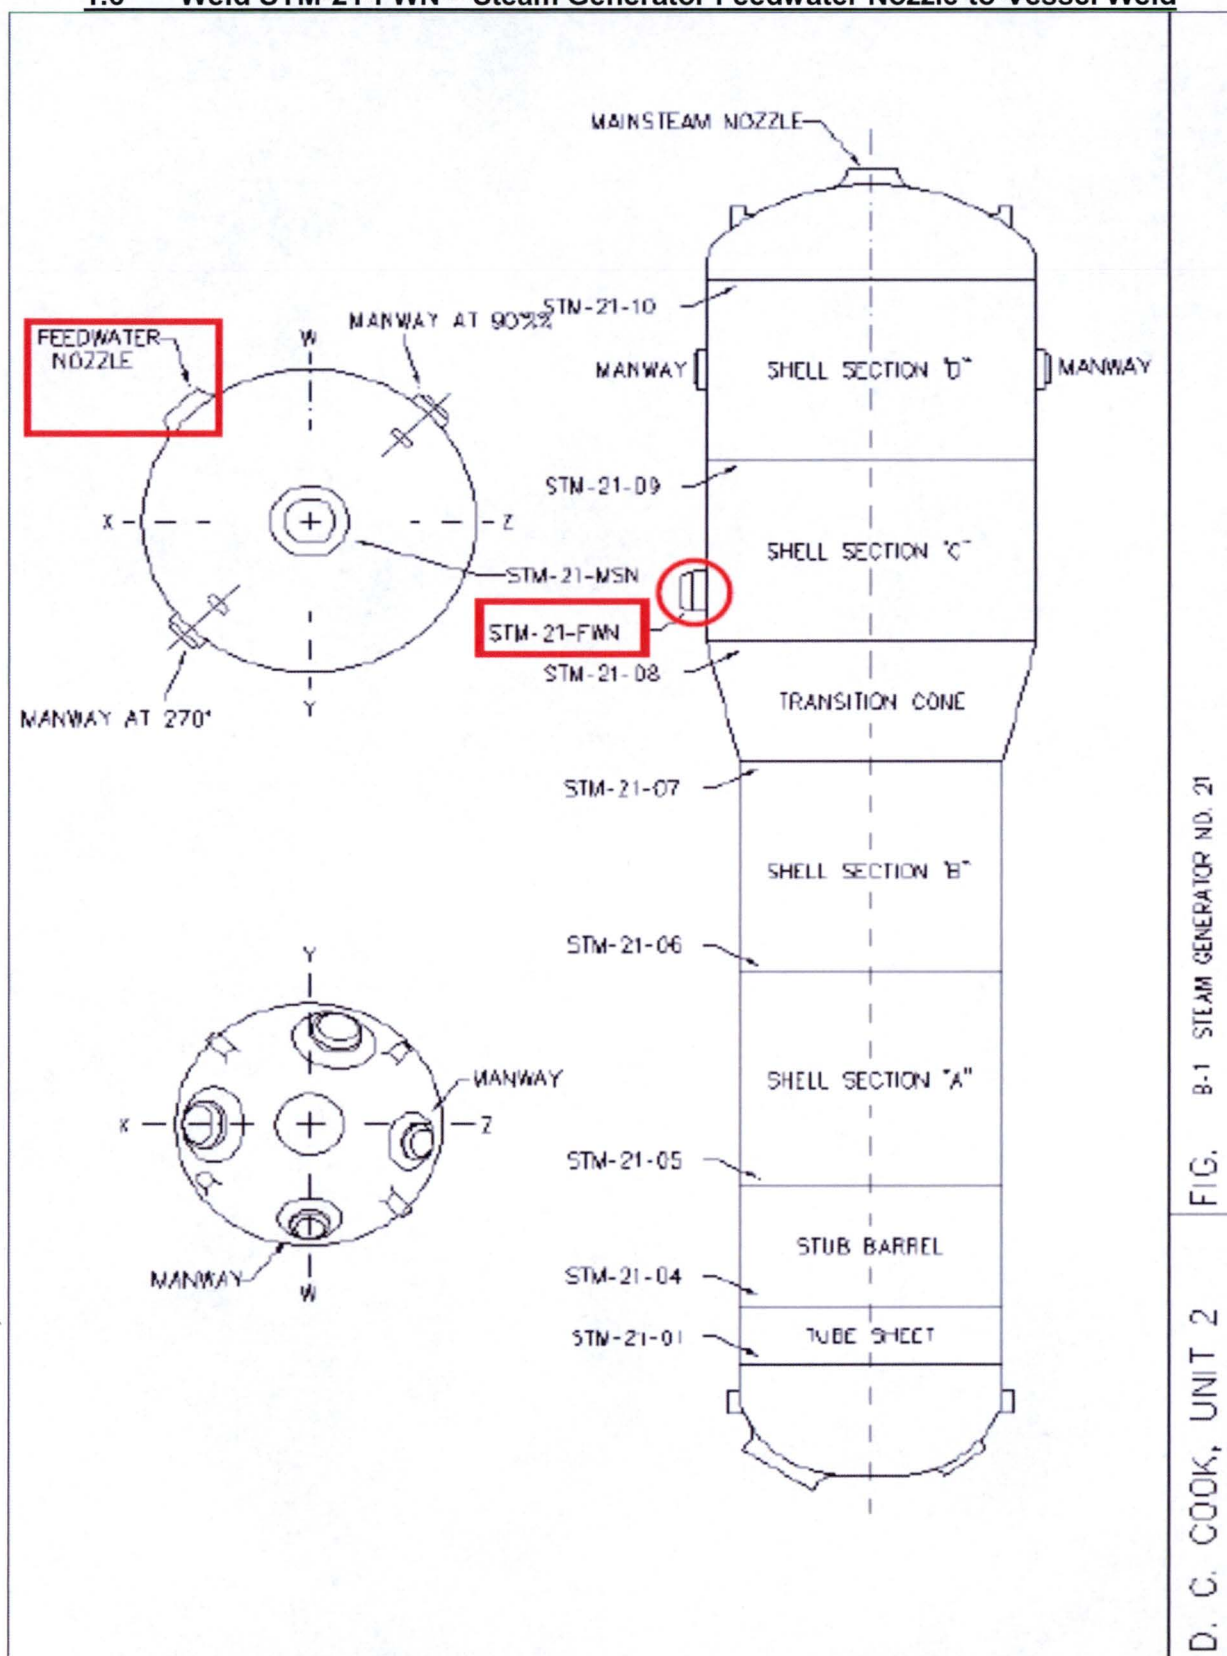 Weld STM-21-FWN – Steam Generator Feedwater Nozzle to Vessel Weld
MAINSTEAM NOZZLE
STM-21-10
MANWAY AT 90%%
FEEDWATER
NOZZLE
W
MANWAY
SHELL SECTION "D"
MANWAY
STM-21-09
X
Z
SHELL SECTION "C"
STM-21-MSN
STM-21-FWN
STM-21-08
Y
MANWAY AT 270°
TRANSITION CONE
STM-21-07
SHELL SECTION "B"
STM-21-06
Y
MANWAY
SHELL SECTION "A"
X
Z
STM-21-05
STUB BARREL
MANWAY
STM-21-04
W
STM-21-01
TUBE SHEET
FIG. B-1 STEAM GENERATOR NO. 21
D. C. COOK, UNIT 2